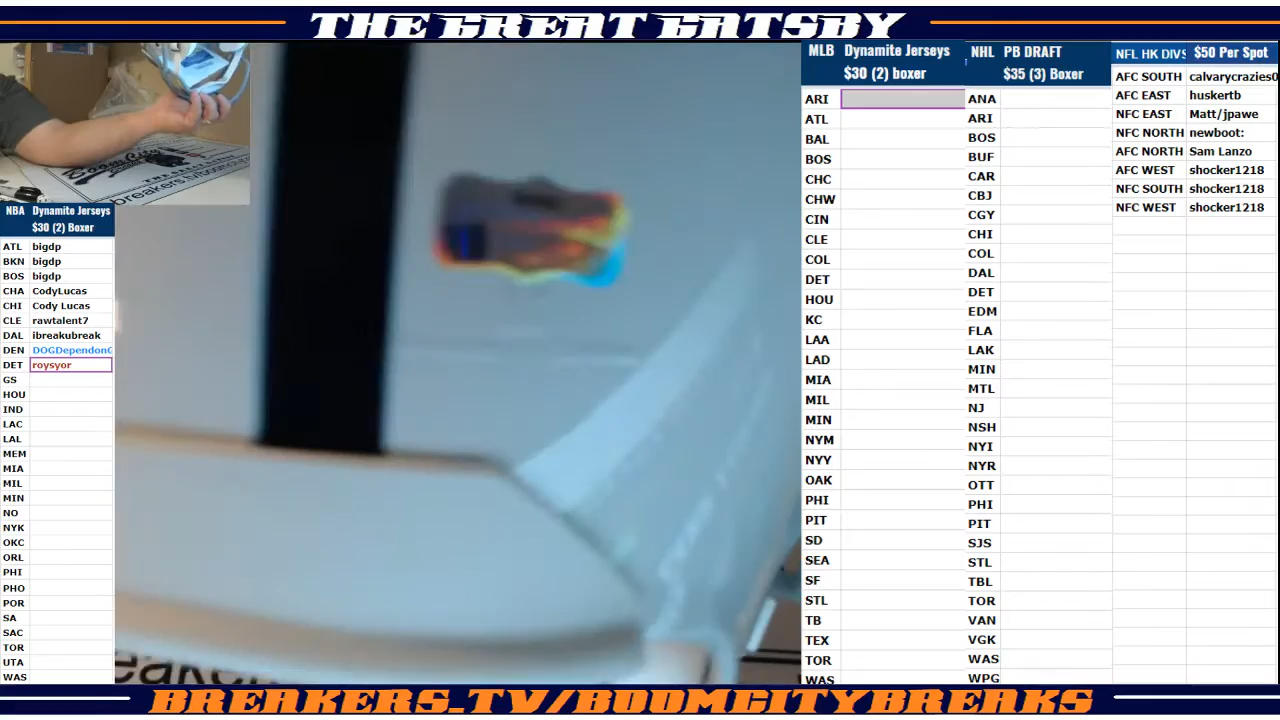 THE GREAT GATSBY
breakers.tv/boomcity
NBA Dynamite Jerseys
$30 (2) Boxer
ATL bigdp
BKN bigdp
BOS bigdp
CHA CodyLucas
CHI Cody Lucas
CLE rawtalent7
DAL ibreakubreak
DEN DOGDependon
DET roysyor
GS
HOU
IND
LAC
LAL
MEM
MIA
MIL
MIN
NO
NYK
OKC
ORL
PHI
PHO
POR
SA
SAC
TOR
UTA
WAS
MLB Dynamite Jerseys
$30 (2) boxer
ARI
ATL
BAL
BOS
CHC
CHW
CIN
CLE
COL
DET
HOU
KC
LAA
LAD
MIA
MIL
MIN
NYM
NYY
OAK
PHI
PIT
SD
SEA
SF
STL
TB
TEX
TOR
WAS
NHL PB DRAFT
$35 (3) Boxer
ANA
ARI
BOS
BUF
CAR
CBJ
CGY
CHI
COL
DAL
DET
EDM
FLA
LAK
MIN
MTL
NJ
NSH
NYI
NYR
OTT
PHI
PIT
SJS
STL
TBL
TOR
VAN
VGK
WAS
WPG
NFL HK DIVS $50 Per Spot
AFC SOUTH calvarycrazies0
AFC EAST huskertb
NFC EAST Matt/jpawe
NFC NORTH newboot:
AFC NORTH Sam Lanzo
AFC WEST shocker1218
NFC SOUTH shocker1218
NFC WEST shocker1218
BREAKERS.TV/BOOMCITYBREAKS